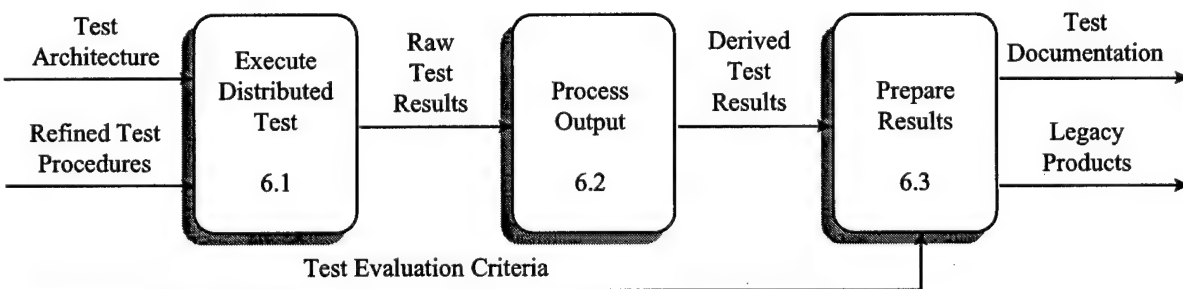 Test
Architecture
Refined Test
Procedures
Execute
Distributed
Test
6.1
Raw
Test
Results
Process
Output
6.2
Derived
Test
Results
Prepare
Results
6.3
Test
Documentation
Legacy
Products
Test Evaluation Criteria